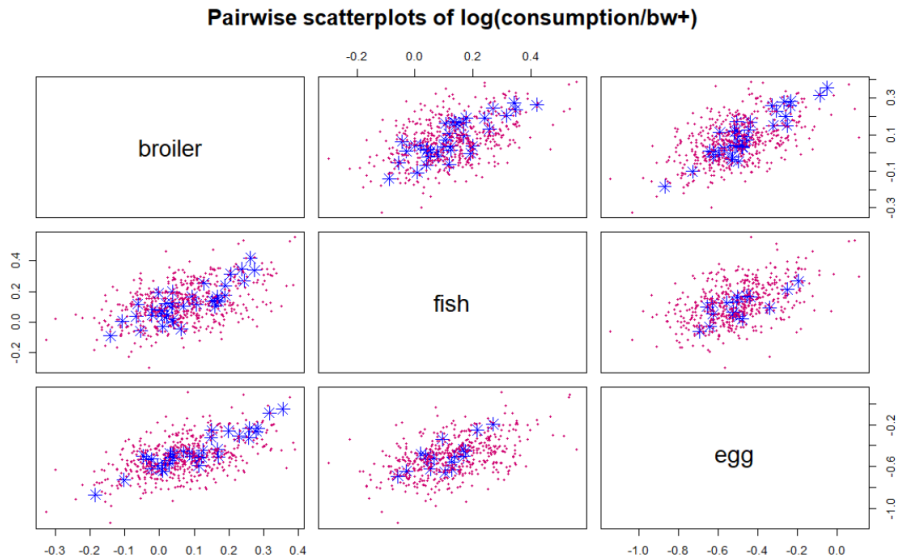 Pairwise scatterplots of log(consumption/bw+)
-0.2 0.0 0.2 0.4
broiler
-0.3 -0.1 0.1 0.3
-0.2 0.0 0.2 0.4
fish
egg
-1.0 -0.6 -0.2
-0.3 -0.2 -0.1 0.0 0.1 0.2 0.3 0.4
-1.0 -0.8 -0.6 -0.4 -0.2 0.0